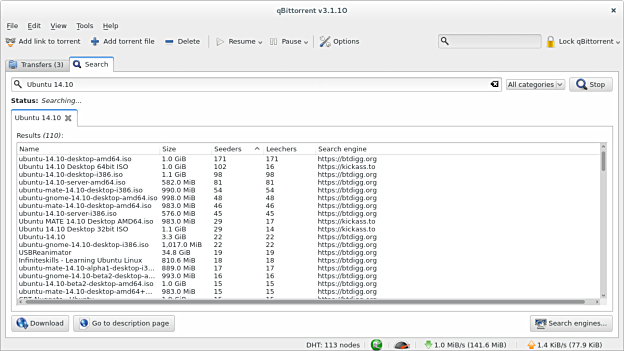 qBittorrent v3.1.10
File Edit View Tools Help
Add link to torrent Add torrent file Delete Resume Pause Options Lock qBittorrent
Transfers (3) Search
Ubuntu 14.10 All categories Stop
Status: Searching...
Ubuntu 14.10
Results (110):
Name Size Seeders Leechers Search engine
ubuntu-14.10-desktop-amd64.iso 1.0 GiB 171 171 https://btdigg.org
Ubuntu 14.10 Desktop 64bit ISO 1.0 GiB 102 16 https://kickass.to
ubuntu-14.10-desktop-i386.iso 1.1 GiB 98 98 https://btdigg.org
ubuntu-14.10-server-amd64.iso 582.0 MiB 81 81 https://btdigg.org
ubuntu-mate-14.10-desktop-i386.iso 990.0 MiB 54 54 https://btdigg.org
ubuntu-gnome-14.10-desktop-amd64.iso 998.0 MiB 48 48 https://btdigg.org
ubuntu-mate-14.10-desktop-amd64.iso 983.0 MiB 46 46 https://btdigg.org
ubuntu-14.10-server-i386.iso 576.0 MiB 45 45 https://btdigg.org
Ubuntu MATE 14.10 Desktop AMD64.iso 983.0 MiB 29 17 https://kickass.to
Ubuntu 14.10 Desktop 32bit ISO 1.1 GiB 29 14 https://kickass.to
Ubuntu-14.10 3.3 GiB 22 22 https://btdigg.org
ubuntu-gnome-14.10-desktop-i386.iso 1,017.0 MiB 22 22 https://btdigg.org
USBReanimator 34.8 GiB 19 19 https://btdigg.org
Infiniteskills - Learning Ubuntu Linux 810.6 MiB 18 18 https://btdigg.org
ubuntu-mate-14.10-alpha1-desktop-i3... 889.0 MiB 17 17 https://btdigg.org
ubuntu-gnome-14.10-beta2-desktop-a... 993.0 MiB 16 16 https://btdigg.org
ubuntu-14.10-beta2-desktop-amd64.iso 1.0 GiB 15 15 https://btdigg.org
ubuntu-mate-14.10-desktop-amd64+... 983.0 MiB 15 15 https://btdigg.org
Download Go to description page Search engines...
DHT: 113 nodes 1.0 MiB/s (141.6 MiB) 1.4 KiB/s (77.9 KiB)